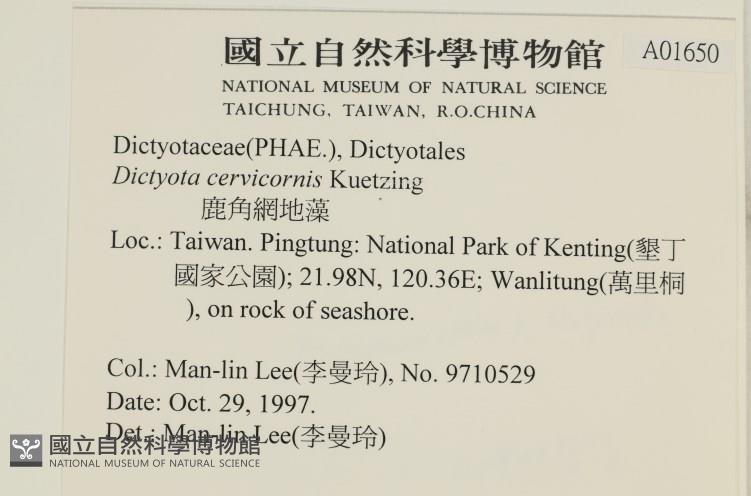 國立自然科學博物館
A01650
NATIONAL MUSEUM OF NATURAL SCIENCE
TAICHUNG, TAIWAN, R.O.CHINA
Dictyotaceae(PHAE.), Dictyotales
Dictyota cervicornis Kuetzing
鹿角網地藻
Loc.: Taiwan. Pingtung: National Park of Kenting(墾丁
國家公園); 21.98N, 120.36E; Wanlitung(萬里桐
), on rock of seashore.
Col.: Man-lin Lee(李曼玲), No. 9710529
Date: Oct. 29, 1997.
Det.: Man-lin Lee(李曼玲)
國立自然科學博物館
NATIONAL MUSEUM OF NATURAL SCIENCE